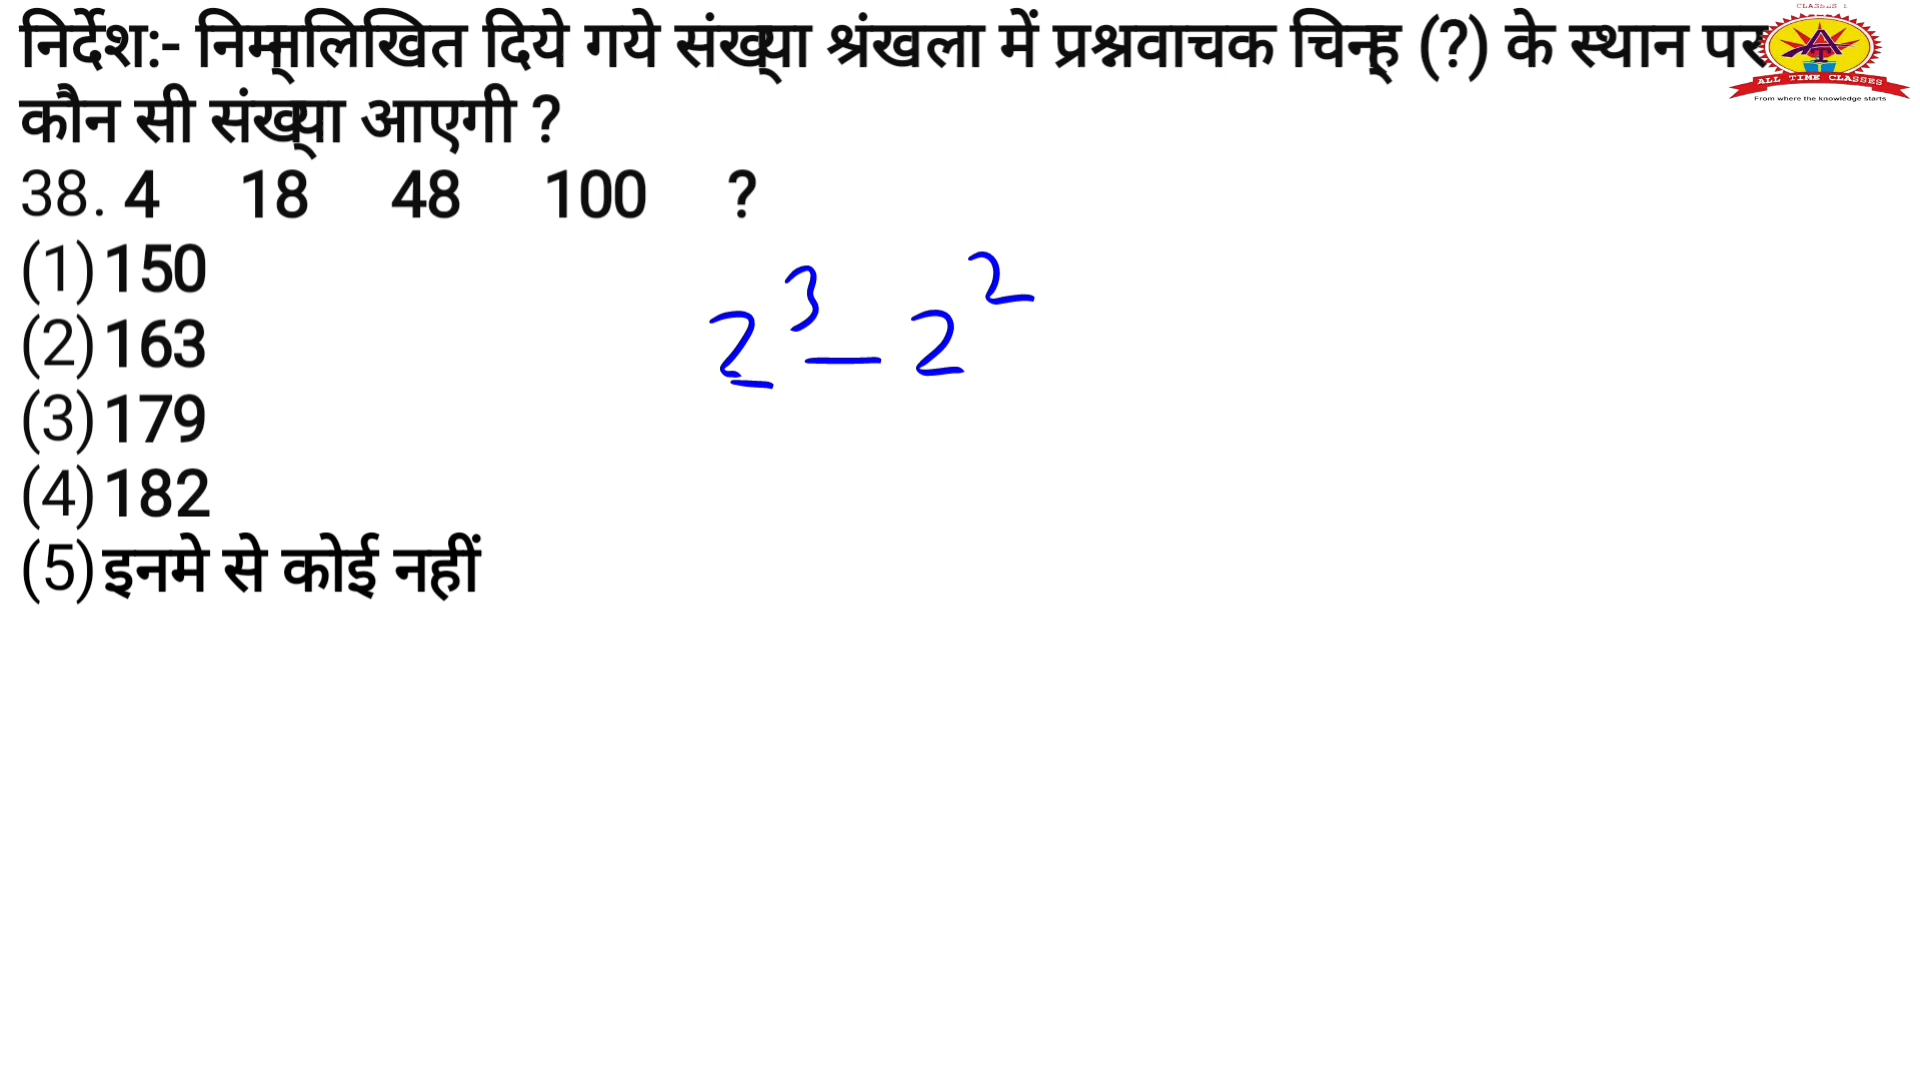 निर्देश:- निम्म्नलिखित दिये गये संख्या श्रंखला में प्रश्नवाचक चिन्ह (?) के स्थान पर
कौन सी संख्या आएगी ?
38. 4 18 48 100 ?
(1) 150
(2) 163
(3) 179
(4) 182
(5) इनमे से कोई नहीं
2³ - 2²
ALL TIME CLASSES
From where the knowledge starts